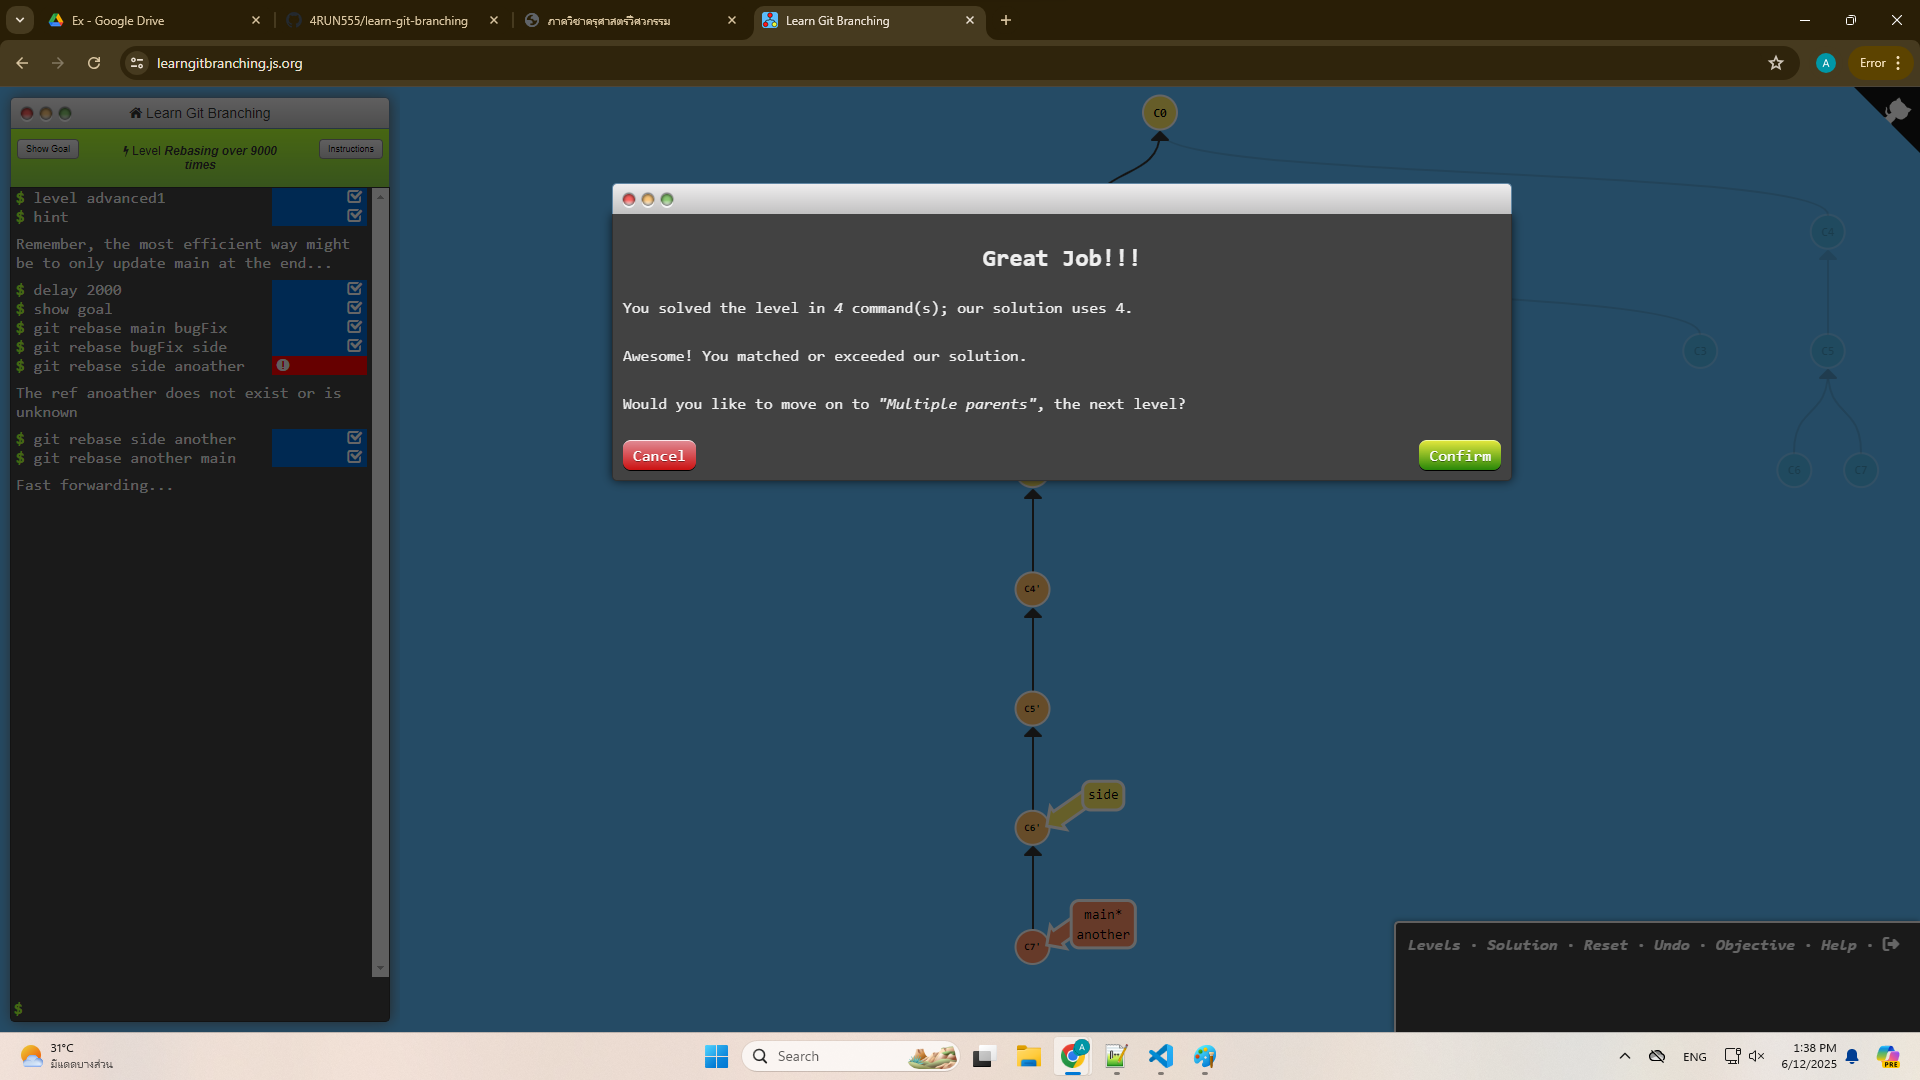 Ex - Google Drive
4RUN555/learn-git-branching
ภาควิชาครุศาสตร์วิศวกรรม
Learn Git Branching
learngitbranching.js.org
A
Error
Learn Git Branching
Show Goal
Level Rebasing over 9000
times
Instructions
$ level advanced1
$ hint
Remember, the most efficient way might
be to only update main at the end...
$ delay 2000
$ show goal
$ git rebase main bugFix
$ git rebase bugFix side
$ git rebase side anoather
The ref anoather does not exist or is
unknown
$ git rebase side another
$ git rebase another main
Fast forwarding...
$
C0
C4
C3
C5
C6
C7
Great Job!!!
You solved the level in 4 command(s); our solution uses 4.
Awesome! You matched or exceeded our solution.
Would you like to move on to "Multiple parents", the next level?
Cancel
Confirm
C4'
C5'
side
C6'
main*
another
C7'
Levels · Solution · Reset · Undo · Objective · Help ·
31°C
มีแดดบางส่วน
Search
A
ENG
1:38 PM
6/12/2025
PRE